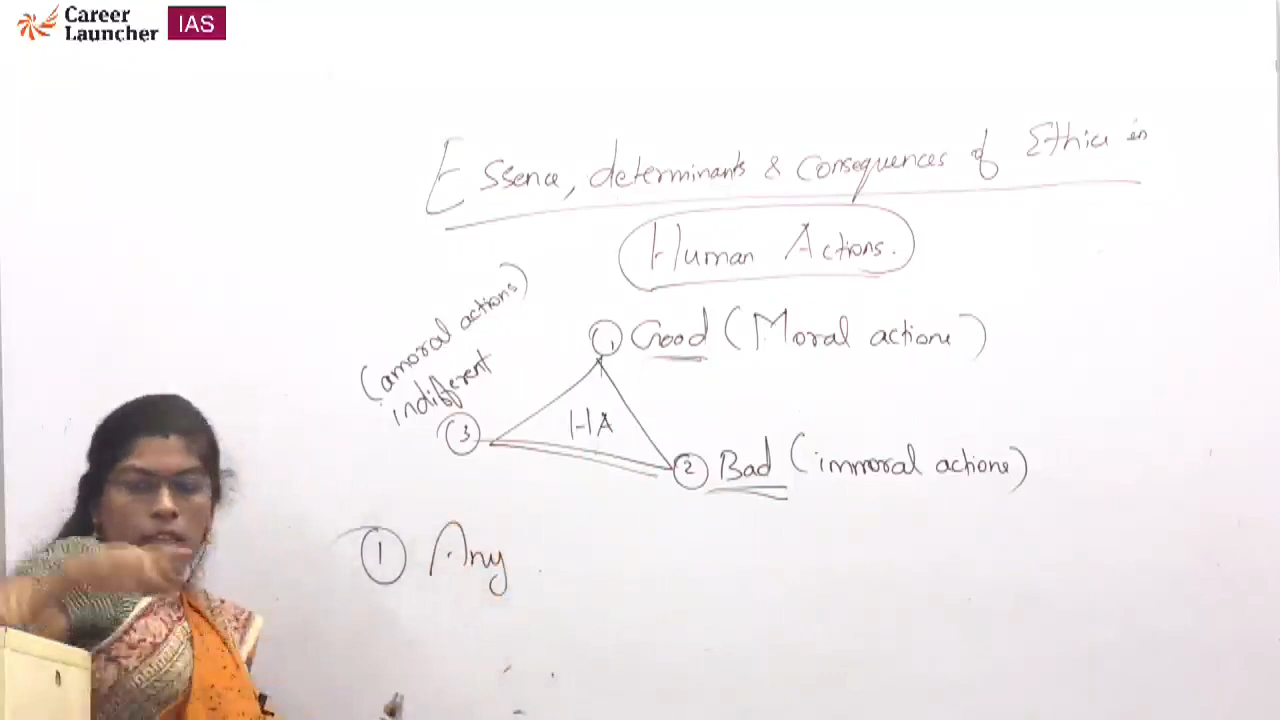 Career
Launcher
IAS
Essence, determinants & Consequences of Ethics in
Human Actions.
(amoral actions)
indifferent
1 Good (Moral actions)
3
HA
2 Bad (immoral actions)
1 Any